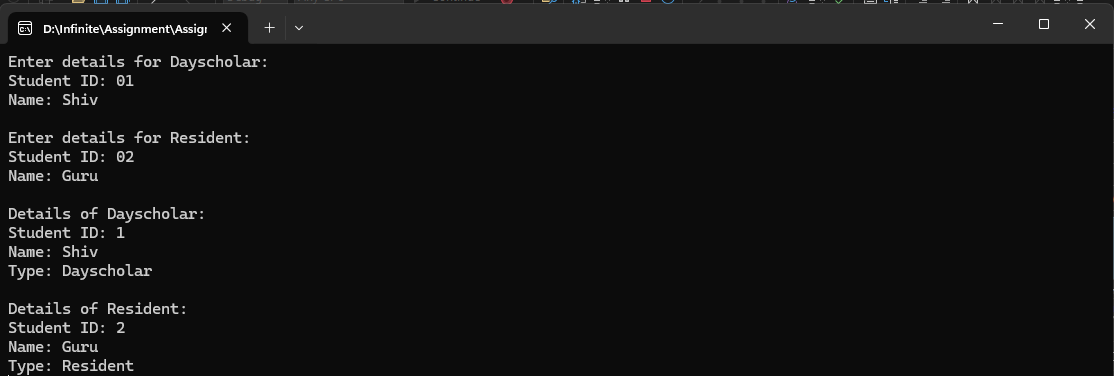 D:\Infinite\Assignment\Assign
Enter details for Dayscholar:
Student ID: 01
Name: Shiv
Enter details for Resident:
Student ID: 02
Name: Guru
Details of Dayscholar:
Student ID: 1
Name: Shiv
Type: Dayscholar
Details of Resident:
Student ID: 2
Name: Guru
Type: Resident